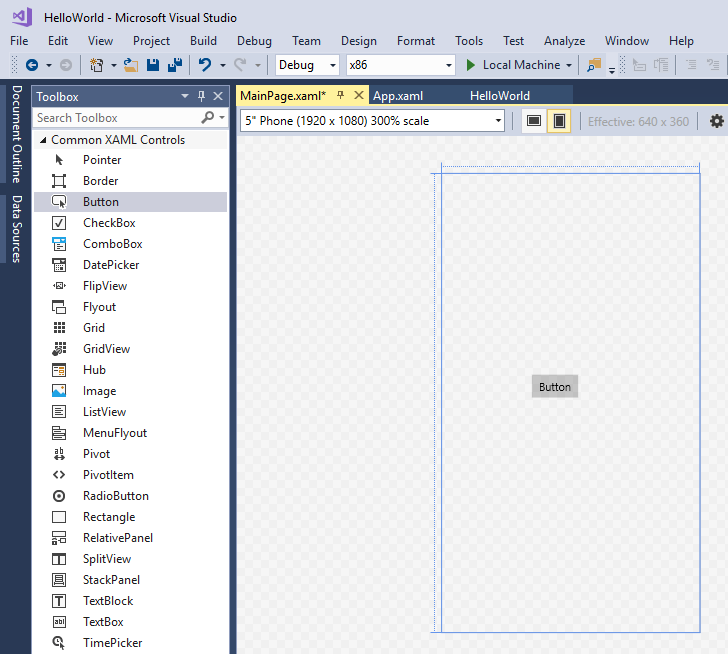 HelloWorld - Microsoft Visual Studio
File Edit View Project Build Debug Team Design Format Tools Test Analyze Window Help
Debug x86 Local Machine
Document Outline
Data Sources
Toolbox
Search Toolbox
Common XAML Controls
Pointer
Border
Button
CheckBox
ComboBox
DatePicker
FlipView
Flyout
Grid
GridView
Hub
Image
ListView
MenuFlyout
Pivot
PivotItem
RadioButton
Rectangle
RelativePanel
SplitView
StackPanel
TextBlock
TextBox
TimePicker
MainPage.xaml* App.xaml HelloWorld
5" Phone (1920 x 1080) 300% scale Effective: 640 x 360
Button